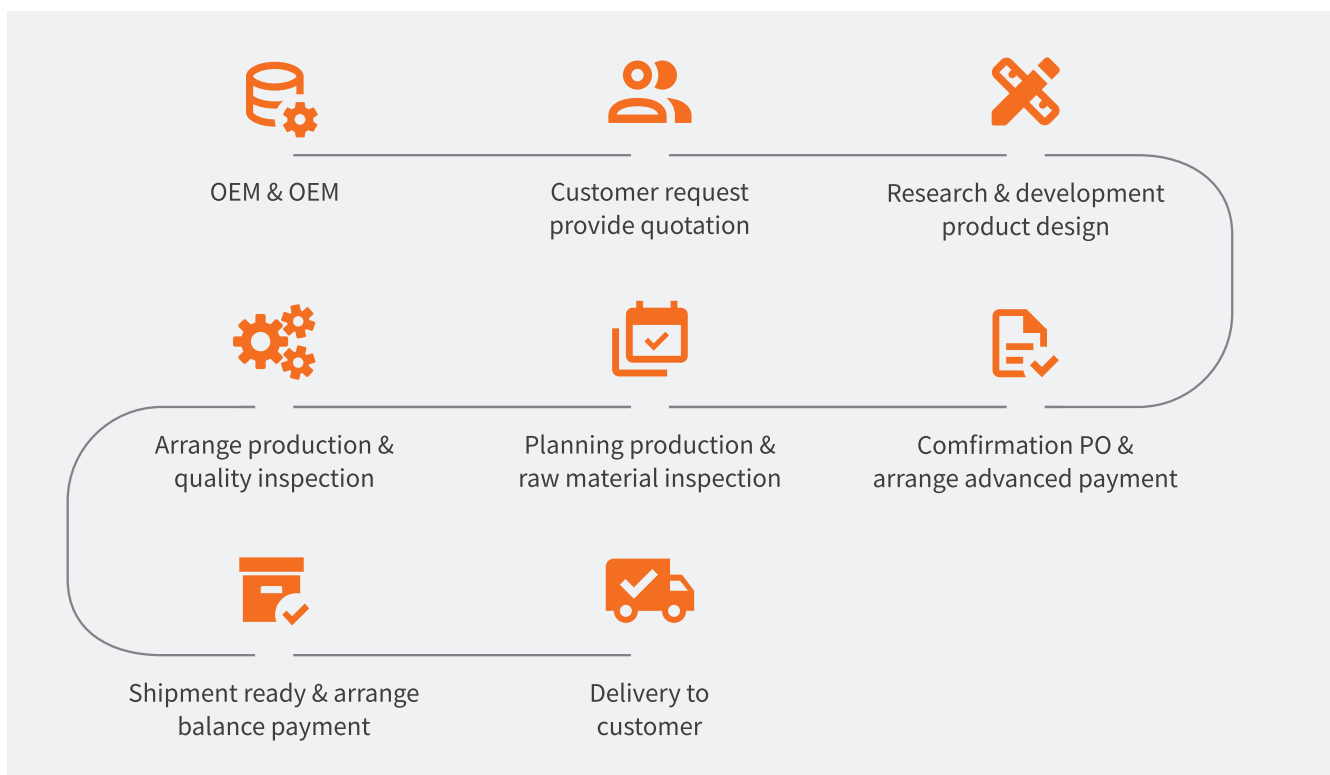 OEM & OEM
Customer request
provide quotation
Research & development
product design
Arrange production &
quality inspection
Planning production &
raw material inspection
Comfirmation PO &
arrange advanced payment
Shipment ready & arrange
balance payment
Delivery to
customer